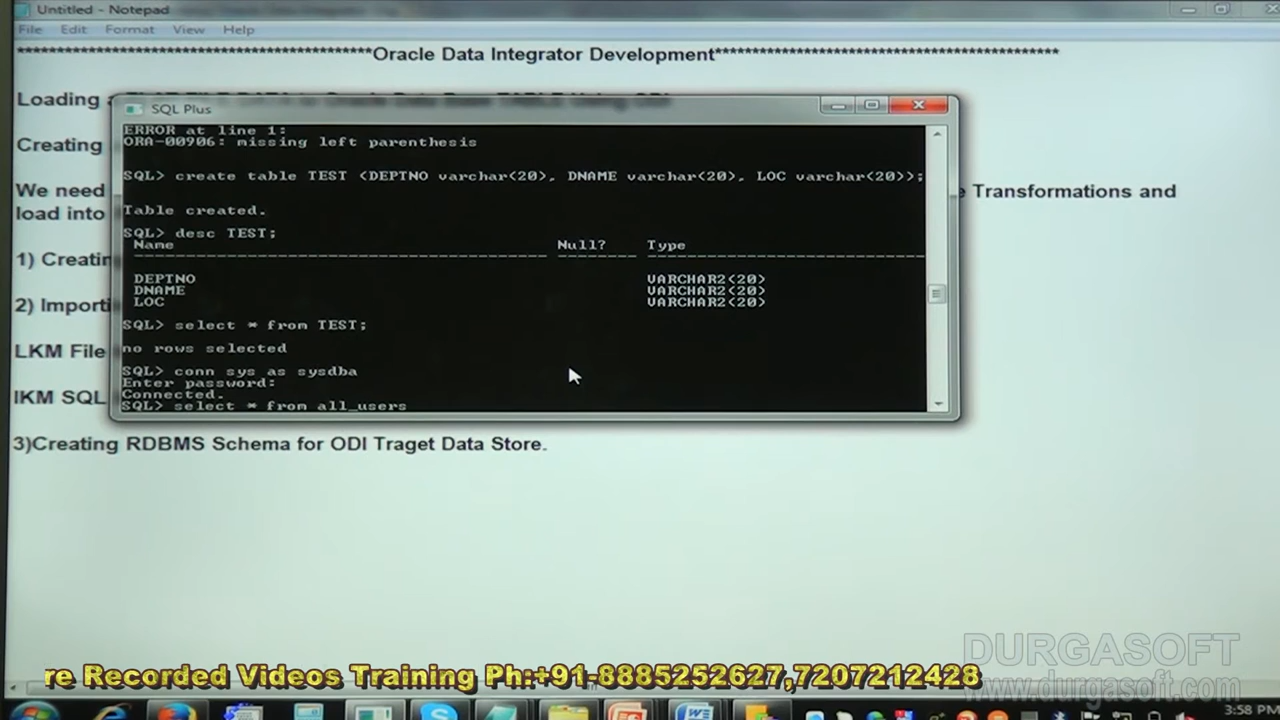 Untitled - Notepad
File Edit Format View Help
*********************************************Oracle Data Integrator Development*******************************************
Loading
Creating
We need
e Transformations and
load into
1) Creatin
2) Importi
LKM File
IKM SQL
3)Creating RDBMS Schema for ODI Traget Data Store.
SQL Plus
ERROR at line 1:
ORA-00906: missing left parenthesis
SQL> create table TEST (DEPTNO varchar(20), DNAME varchar(20), LOC varchar(20));
Table created.
SQL> desc TEST;
Name Null? Type
DEPTNO VARCHAR2(20)
DNAME VARCHAR2(20)
LOC VARCHAR2(20)
SQL> select * from TEST;
no rows selected
SQL> conn sys as sysdba
Enter password:
Connected.
SQL> select * from all_users
DURGASOFT
www.durgasoft.com
re Recorded Videos Training Ph:+91-8885252627,7207212428
3:58 PM